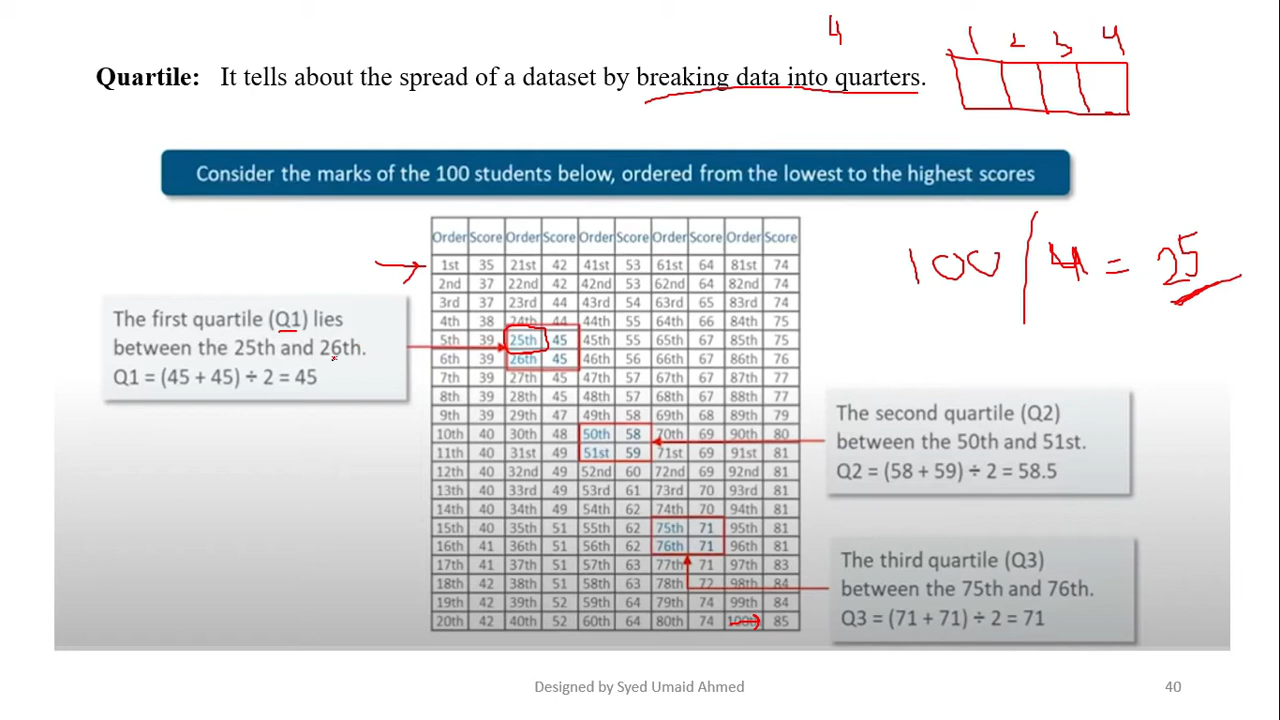 4
1 2 3 4
Quartile: It tells about the spread of a dataset by breaking data into quarters.
Consider the marks of the 100 students below, ordered from the lowest to the highest scores
100 / 4 = 25
The first quartile (Q1) lies
between the 25th and 26th.
Q1 = (45 + 45) ÷ 2 = 45
Order Score Order Score Order Score Order Score Order Score
1st 35 21st 42 41st 53 61st 64 81st 74
2nd 37 22nd 42 42nd 53 62nd 64 82nd 74
3rd 37 23rd 44 43rd 54 63rd 65 83rd 74
4th 38 24th 44 44th 55 64th 66 84th 75
5th 39 25th 45 45th 55 65th 67 85th 75
6th 39 26th 45 46th 56 66th 67 86th 76
7th 39 27th 45 47th 57 67th 67 87th 77
8th 39 28th 45 48th 57 68th 67 88th 77
9th 39 29th 47 49th 58 69th 68 89th 79
10th 40 30th 48 50th 58 70th 69 90th 80
11th 40 31st 49 51st 59 71st 69 91st 81
12th 40 32nd 49 52nd 60 72nd 69 92nd 81
13th 40 33rd 49 53rd 61 73rd 70 93rd 81
14th 40 34th 49 54th 62 74th 70 94th 81
15th 40 35th 51 55th 62 75th 71 95th 81
16th 41 36th 51 56th 62 76th 71 96th 81
17th 41 37th 51 57th 63 77th 71 97th 83
18th 42 38th 51 58th 63 78th 72 98th 84
19th 42 39th 52 59th 64 79th 74 99th 84
20th 42 40th 52 60th 64 80th 74 100th 85
The second quartile (Q2)
between the 50th and 51st.
Q2 = (58 + 59) ÷ 2 = 58.5
The third quartile (Q3)
between the 75th and 76th.
Q3 = (71 + 71) ÷ 2 = 71
Designed by Syed Umaid Ahmed
40